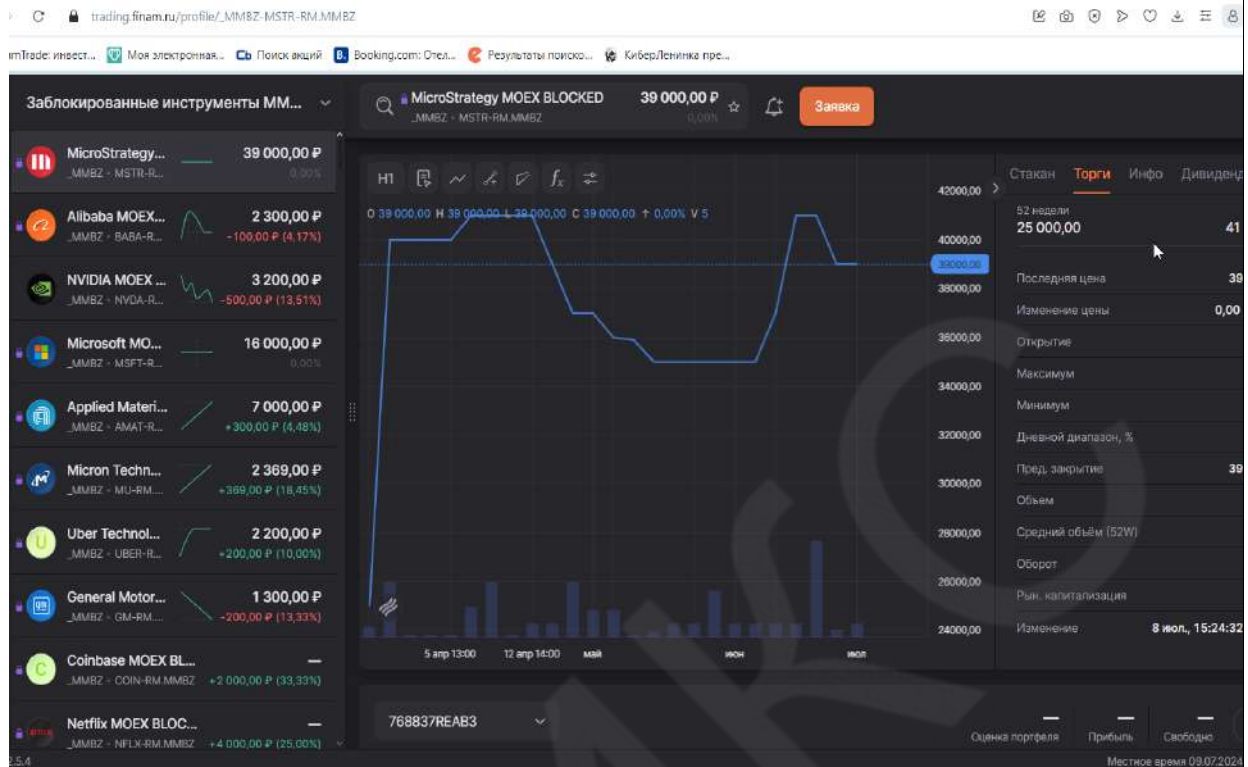 trading.finam.ru/profile/_MMBZ-MSTR-RM.MMBZ
mTrade: инвест... Моя электронная... Сb Поиск акций B. Booking.com: Отел... Результаты поиско... КиберЛенинка пре...
Заблокированные инструменты ММ...
MicroStrategy MOEX BLOCKED 39 000,00 ₽
_MMBZ - MSTR-RM.MMBZ 0,00%
Заявка
MicroStrategy... 39 000,00 ₽
_MMBZ - MSTR-R... 0,00%
Alibaba MOEX... 2 300,00 ₽
_MMBZ - BABA-R... -100,00 ₽ (4,17%)
NVIDIA MOEX ... 3 200,00 ₽
_MMBZ - NVDA-R... -500,00 ₽ (13,51%)
Microsoft MO... 16 000,00 ₽
_MMBZ - MSFT-R... 0,00%
Applied Materi... 7 000,00 ₽
_MMBZ - AMAT-R... +300,00 ₽ (4,48%)
Micron Techn... 2 369,00 ₽
_MMBZ - MU-RM.... +369,00 ₽ (18,45%)
Uber Technol... 2 200,00 ₽
_MMBZ - UBER-R... +200,00 ₽ (10,00%)
General Motor... 1 300,00 ₽
_MMBZ - GM-RM.... -200,00 ₽ (13,33%)
Coinbase MOEX BL... —
_MMBZ - COIN-RM.MMBZ +2 000,00 ₽ (33,33%)
Netflix MOEX BLOC... —
_MMBZ - NFLX-RM.MMBZ +4 000,00 ₽ (25,00%)
2.5.4
H1 fx
O 39 000,00 H 39 000,00 L 39 000,00 C 39 000,00 ↑ 0,00% V 5
42000,00
40000,00
39000,00
38000,00
36000,00
34000,00
32000,00
30000,00
28000,00
26000,00
24000,00
5 апр 13:00 12 апр 14:00 май июн июл
Стакан Торги Инфо Дивиденд
52 недели
25 000,00 41
Последняя цена 39
Изменение цены 0,00
Открытие
Максимум
Минимум
Дневной диапазон, %
Пред. закрытие 39
Объем
Средний объём (52W)
Оборот
Рын. капитализация
Изменение 8 июл., 15:24:32
768837REAB3
— — —
Оценка портфеля Прибыль Свободно
Местное время 09.07.2024
МКС